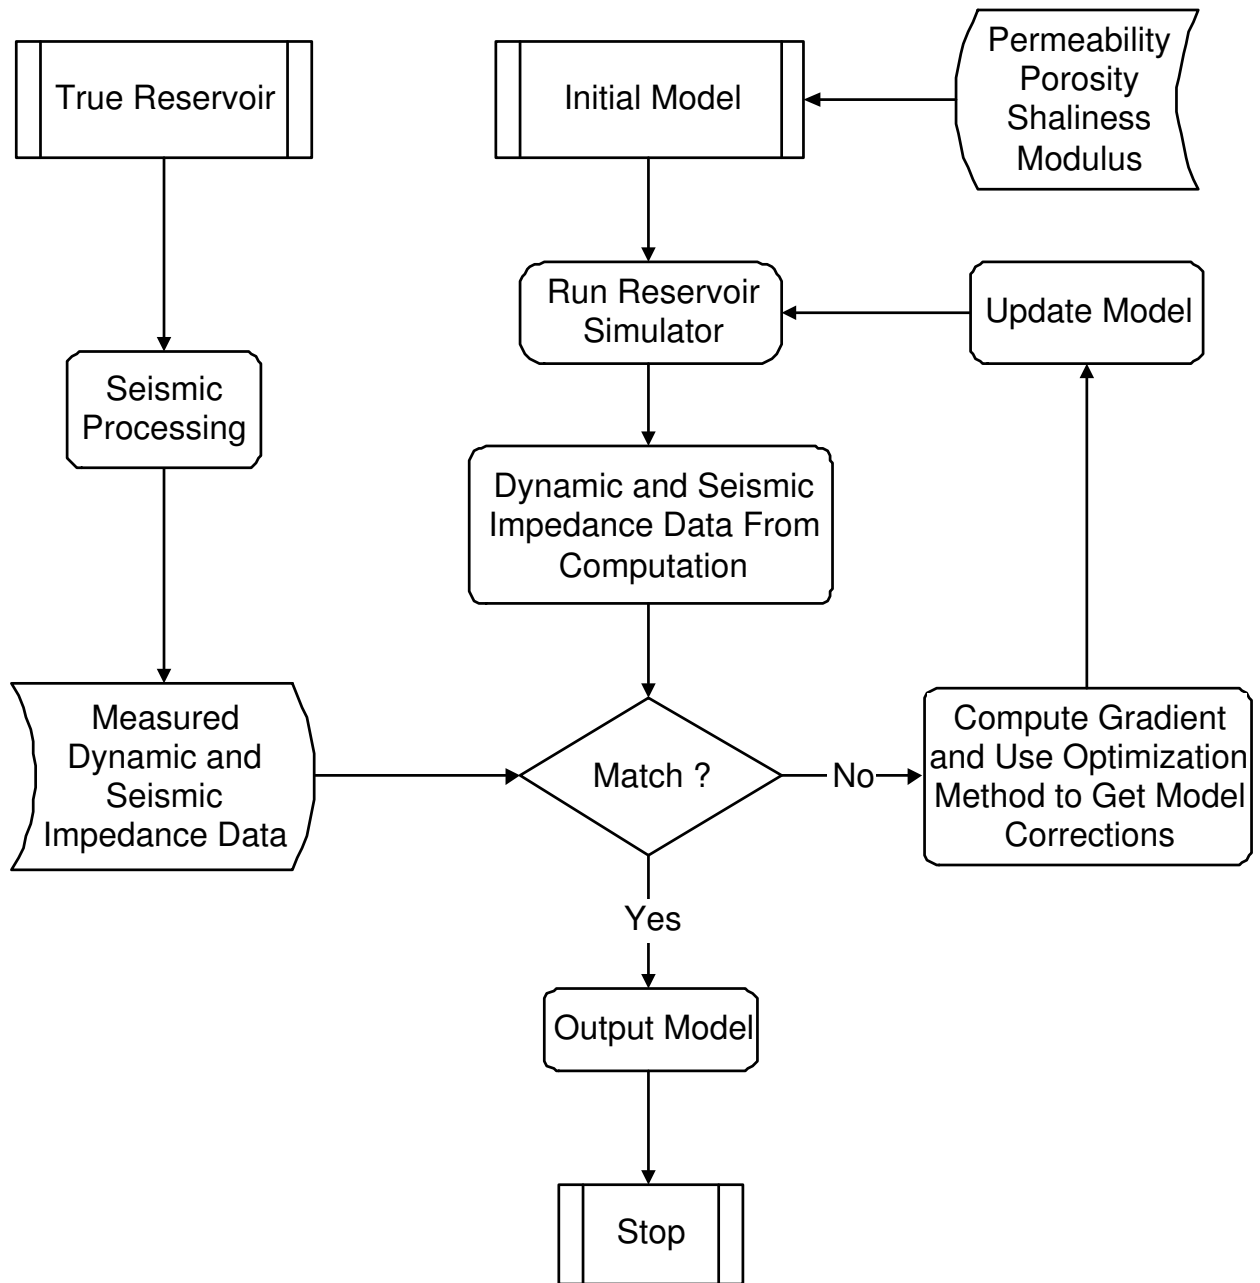 True Reservoir
Initial Model
Permeability
Porosity
Shaliness
Modulus
Run Reservoir
Simulator
Update Model
Seismic
Processing
Dynamic and Seismic
Impedance Data From
Computation
Measured
Dynamic and
Seismic
Impedance Data
Match ?
No
Compute Gradient
and Use Optimization
Method to Get Model
Corrections
Yes
Output Model
Stop